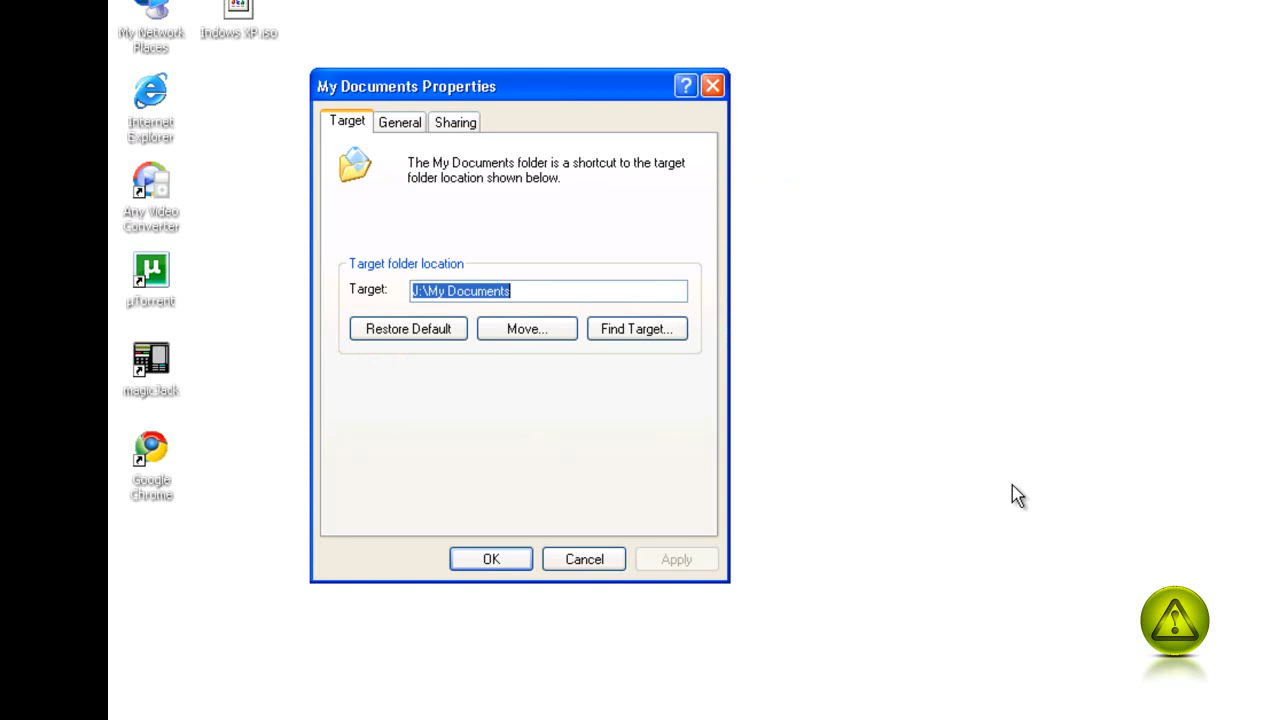 My Network
Places
Indows XP.iso
Internet
Explorer
Any Video
Converter
µTorrent
magicJack
Google
Chrome
My Documents Properties
Target
General
Sharing
The My Documents folder is a shortcut to the target
folder location shown below.
Target folder location
Target:
J:\My Documents
Restore Default
Move...
Find Target...
OK
Cancel
Apply